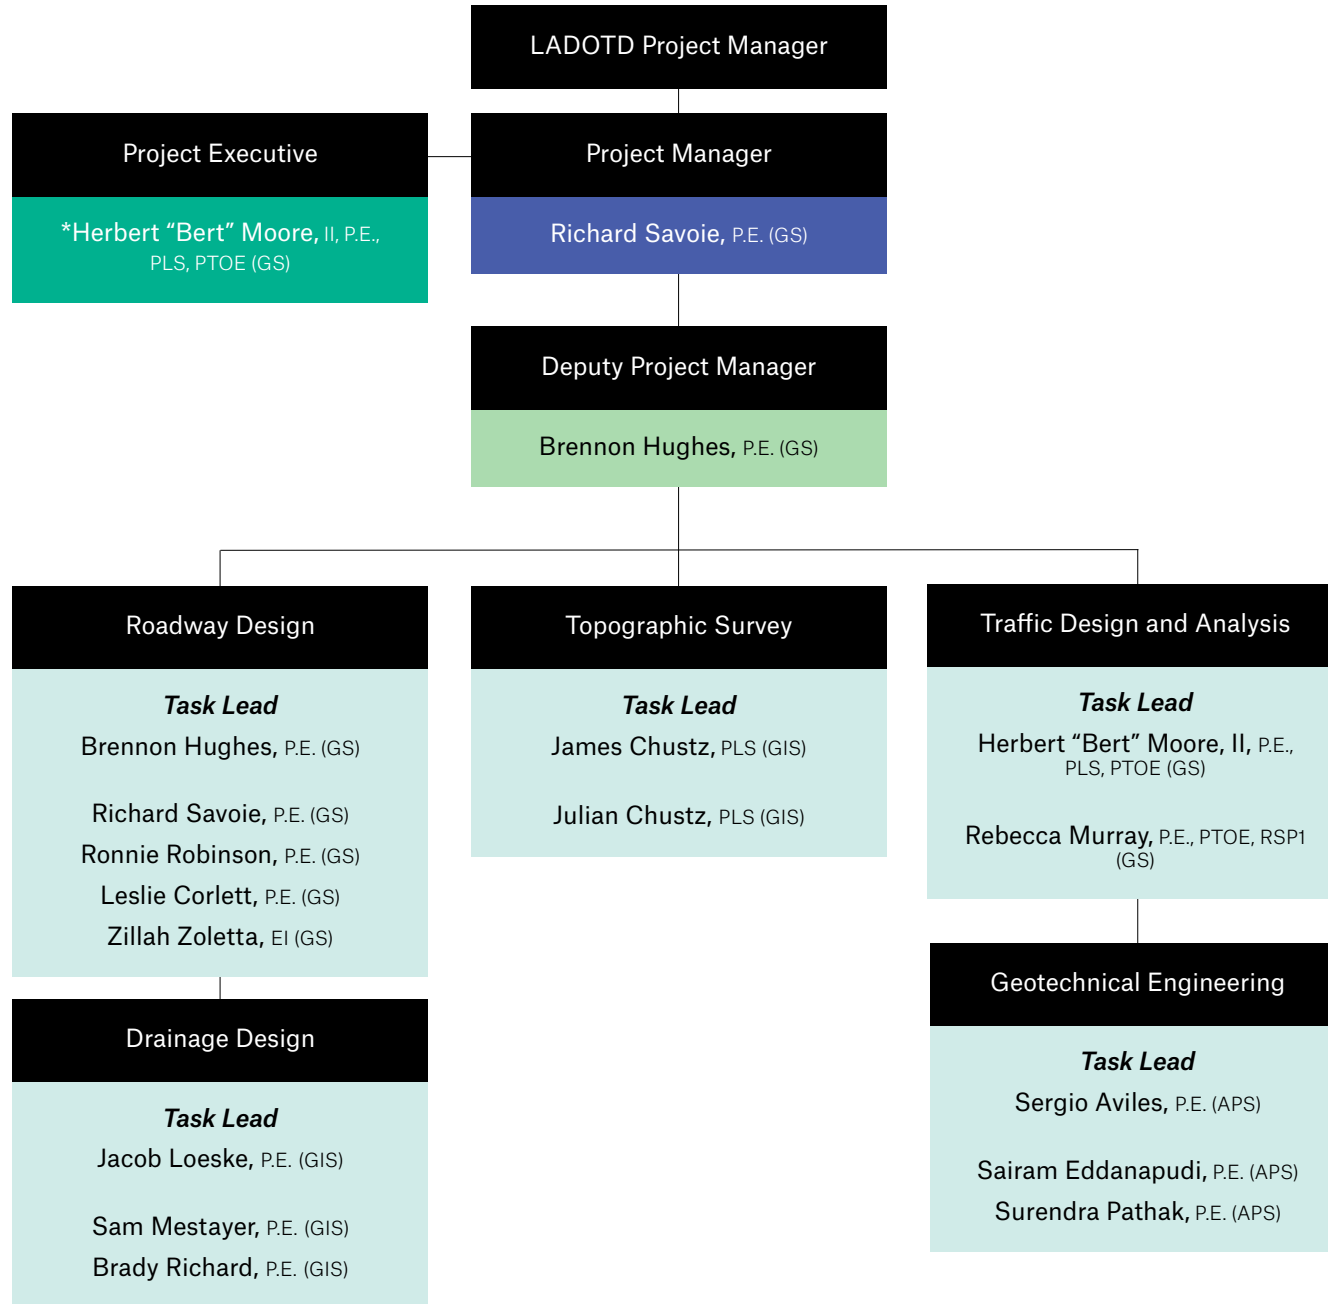 LADOTD Project Manager
Project Executive
*Herbert “Bert” Moore, II, P.E.,
PLS, PTOE (GS)
Project Manager
Richard Savoie, P.E. (GS)
Deputy Project Manager
Brennon Hughes, P.E. (GS)
Roadway Design
Task Lead
Brennon Hughes, P.E. (GS)
Richard Savoie, P.E. (GS)
Ronnie Robinson, P.E. (GS)
Leslie Corlett, P.E. (GS)
Zillah Zoletta, EI (GS)
Drainage Design
Task Lead
Jacob Loeske, P.E. (GIS)
Sam Mestayer, P.E. (GIS)
Brady Richard, P.E. (GIS)
Topographic Survey
Task Lead
James Chustz, PLS (GIS)
Julian Chustz, PLS (GIS)
Traffic Design and Analysis
Task Lead
Herbert “Bert” Moore, II, P.E.,
PLS, PTOE (GS)
Rebecca Murray, P.E., PTOE, RSP1
(GS)
Geotechnical Engineering
Task Lead
Sergio Aviles, P.E. (APS)
Sairam Eddanapudi, P.E. (APS)
Surendra Pathak, P.E. (APS)